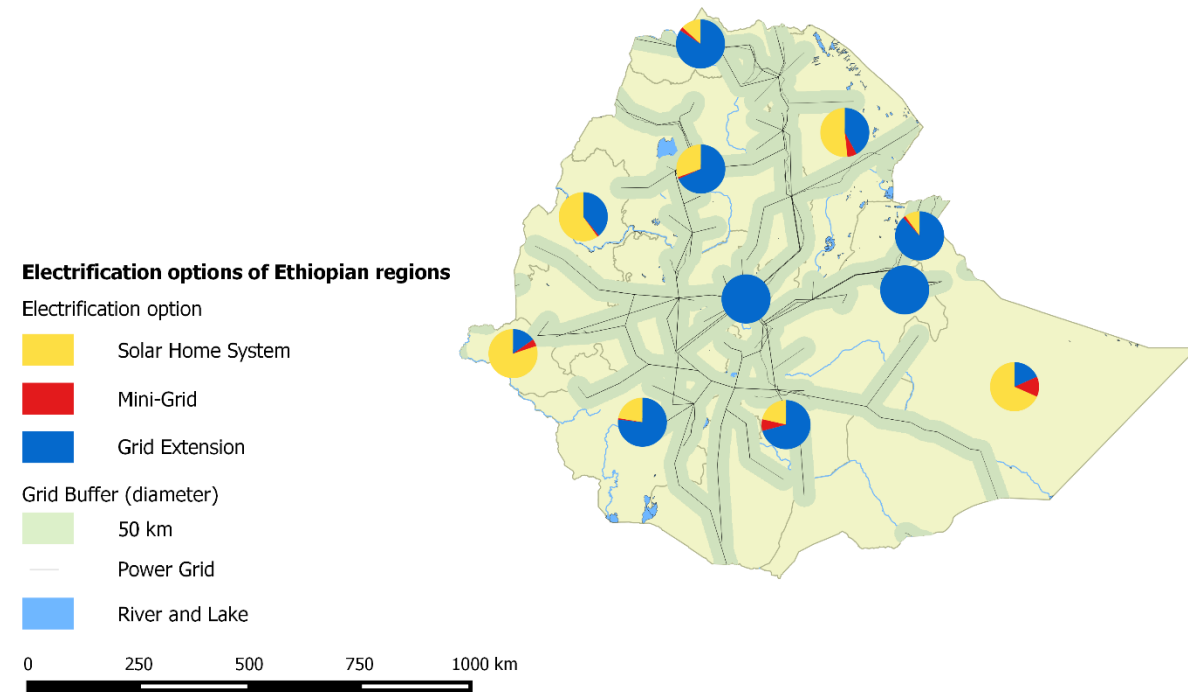 Electrification options of Ethiopian regions
Electrification option
Solar Home System
Mini-Grid
Grid Extension
Grid Buffer (diameter)
50 km
Power Grid
River and Lake
0 250 500 750 1000 km